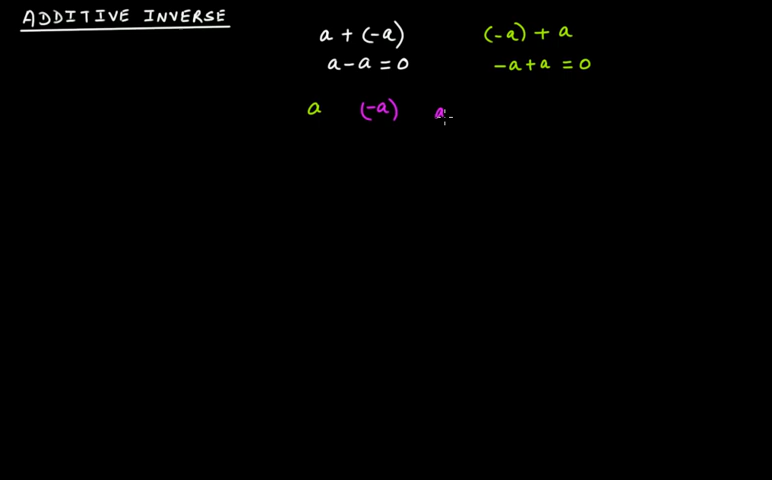 ADDITIVE INVERSE
a + (-a) (-a) + a
a - a = 0 -a + a = 0
a (-a) a